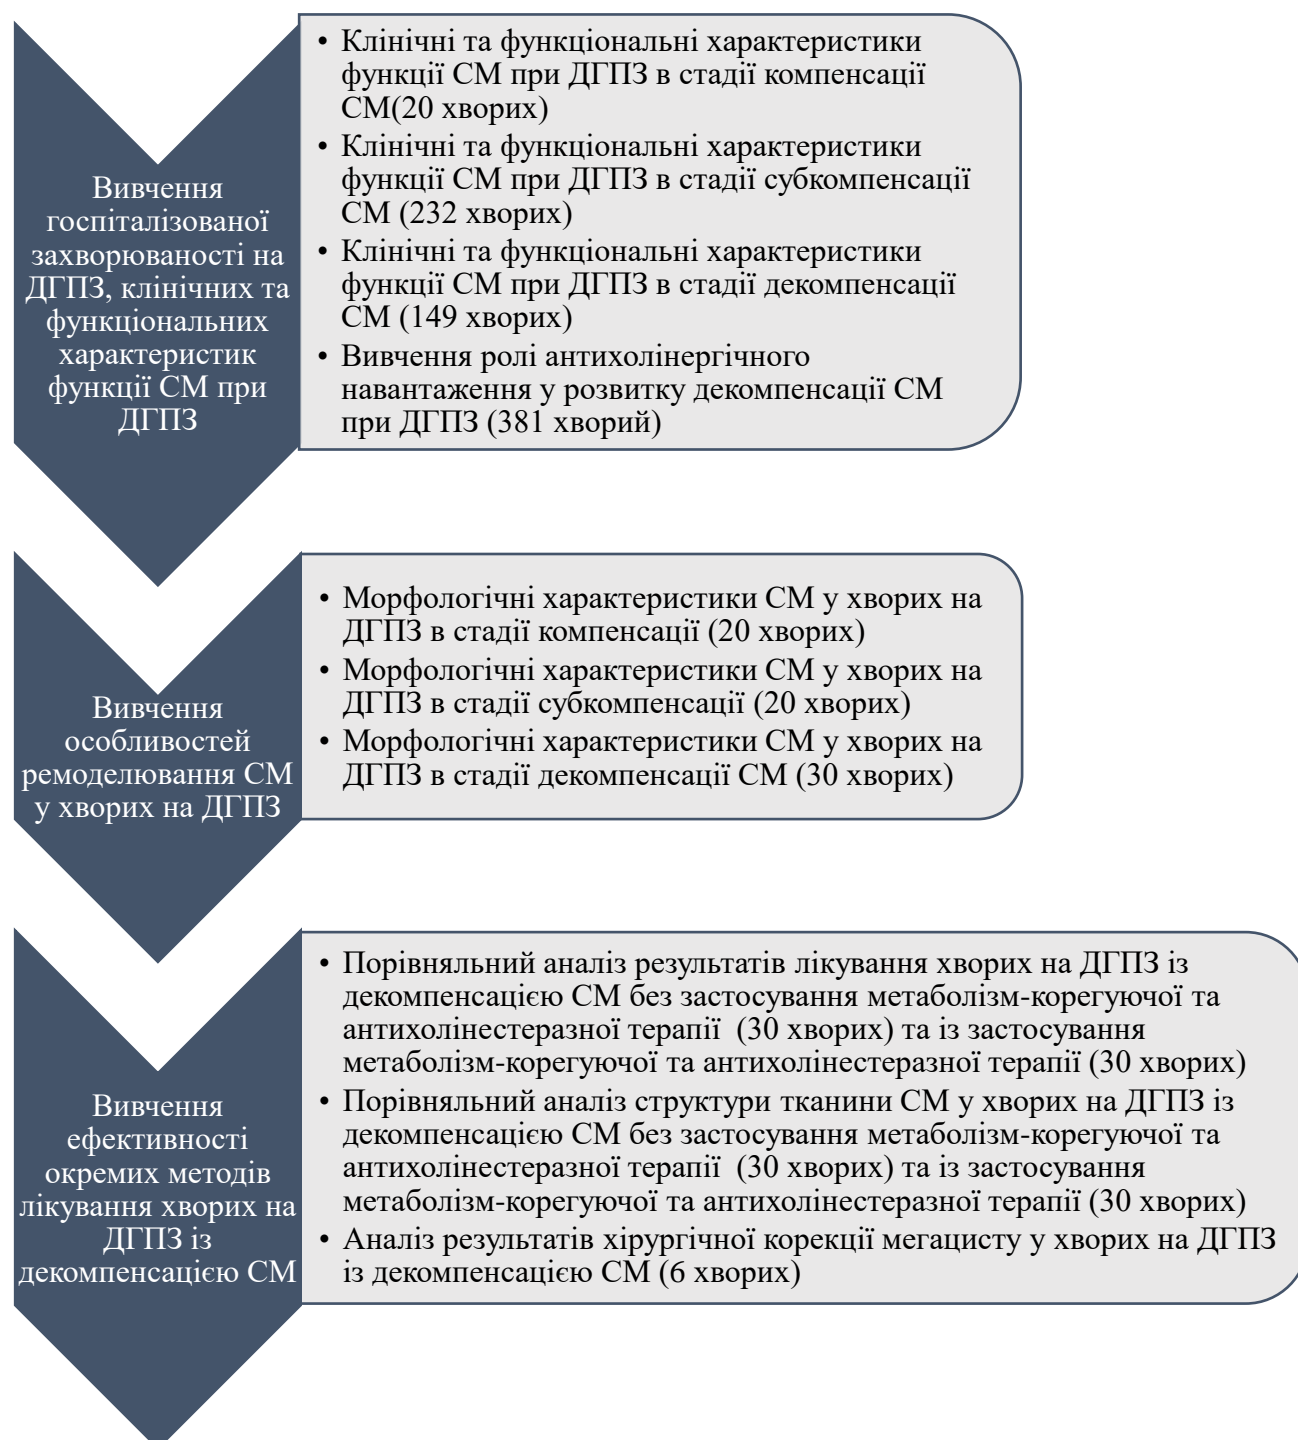 Вивчення
госпіталізованої
захворюваності на
ДГПЗ, клінічних та
функціональних
характеристик
функції СМ при
ДГПЗ
• Клінічні та функціональні характеристики
функції СМ при ДГПЗ в стадії компенсації
СМ(20 хворих)
• Клінічні та функціональні характеристики
функції СМ при ДГПЗ в стадії субкомпенсації
СМ (232 хворих)
• Клінічні та функціональні характеристики
функції СМ при ДГПЗ в стадії декомпенсації
СМ (149 хворих)
• Вивчення ролі антихолінергічного
навантаження у розвитку декомпенсації СМ
при ДГПЗ (381 хворий)
Вивчення
особливостей
ремоделювання СМ
у хворих на ДГПЗ
• Морфологічні характеристики СМ у хворих на
ДГПЗ в стадії компенсації (20 хворих)
• Морфологічні характеристики СМ у хворих на
ДГПЗ в стадії субкомпенсації (20 хворих)
• Морфологічні характеристики СМ у хворих на
ДГПЗ в стадії декомпенсації СМ (30 хворих)
Вивчення
ефективності
окремих методів
лікування хворих на
ДГПЗ із
декомпенсацією СМ
• Порівняльний аналіз результатів лікування хворих на ДГПЗ із
декомпенсацією СМ без застосування метаболізм-корегуючої та
антихолінестеразної терапії (30 хворих) та із застосування
метаболізм-корегуючої та антихолінестеразної терапії (30 хворих)
• Порівняльний аналіз структури тканини СМ у хворих на ДГПЗ із
декомпенсацією СМ без застосування метаболізм-корегуючої та
антихолінестеразної терапії (30 хворих) та із застосування
метаболізм-корегуючої та антихолінестеразної терапії (30 хворих)
• Аналіз результатів хірургічної корекції мегацисту у хворих на ДГПЗ
із декомпенсацією СМ (6 хворих)